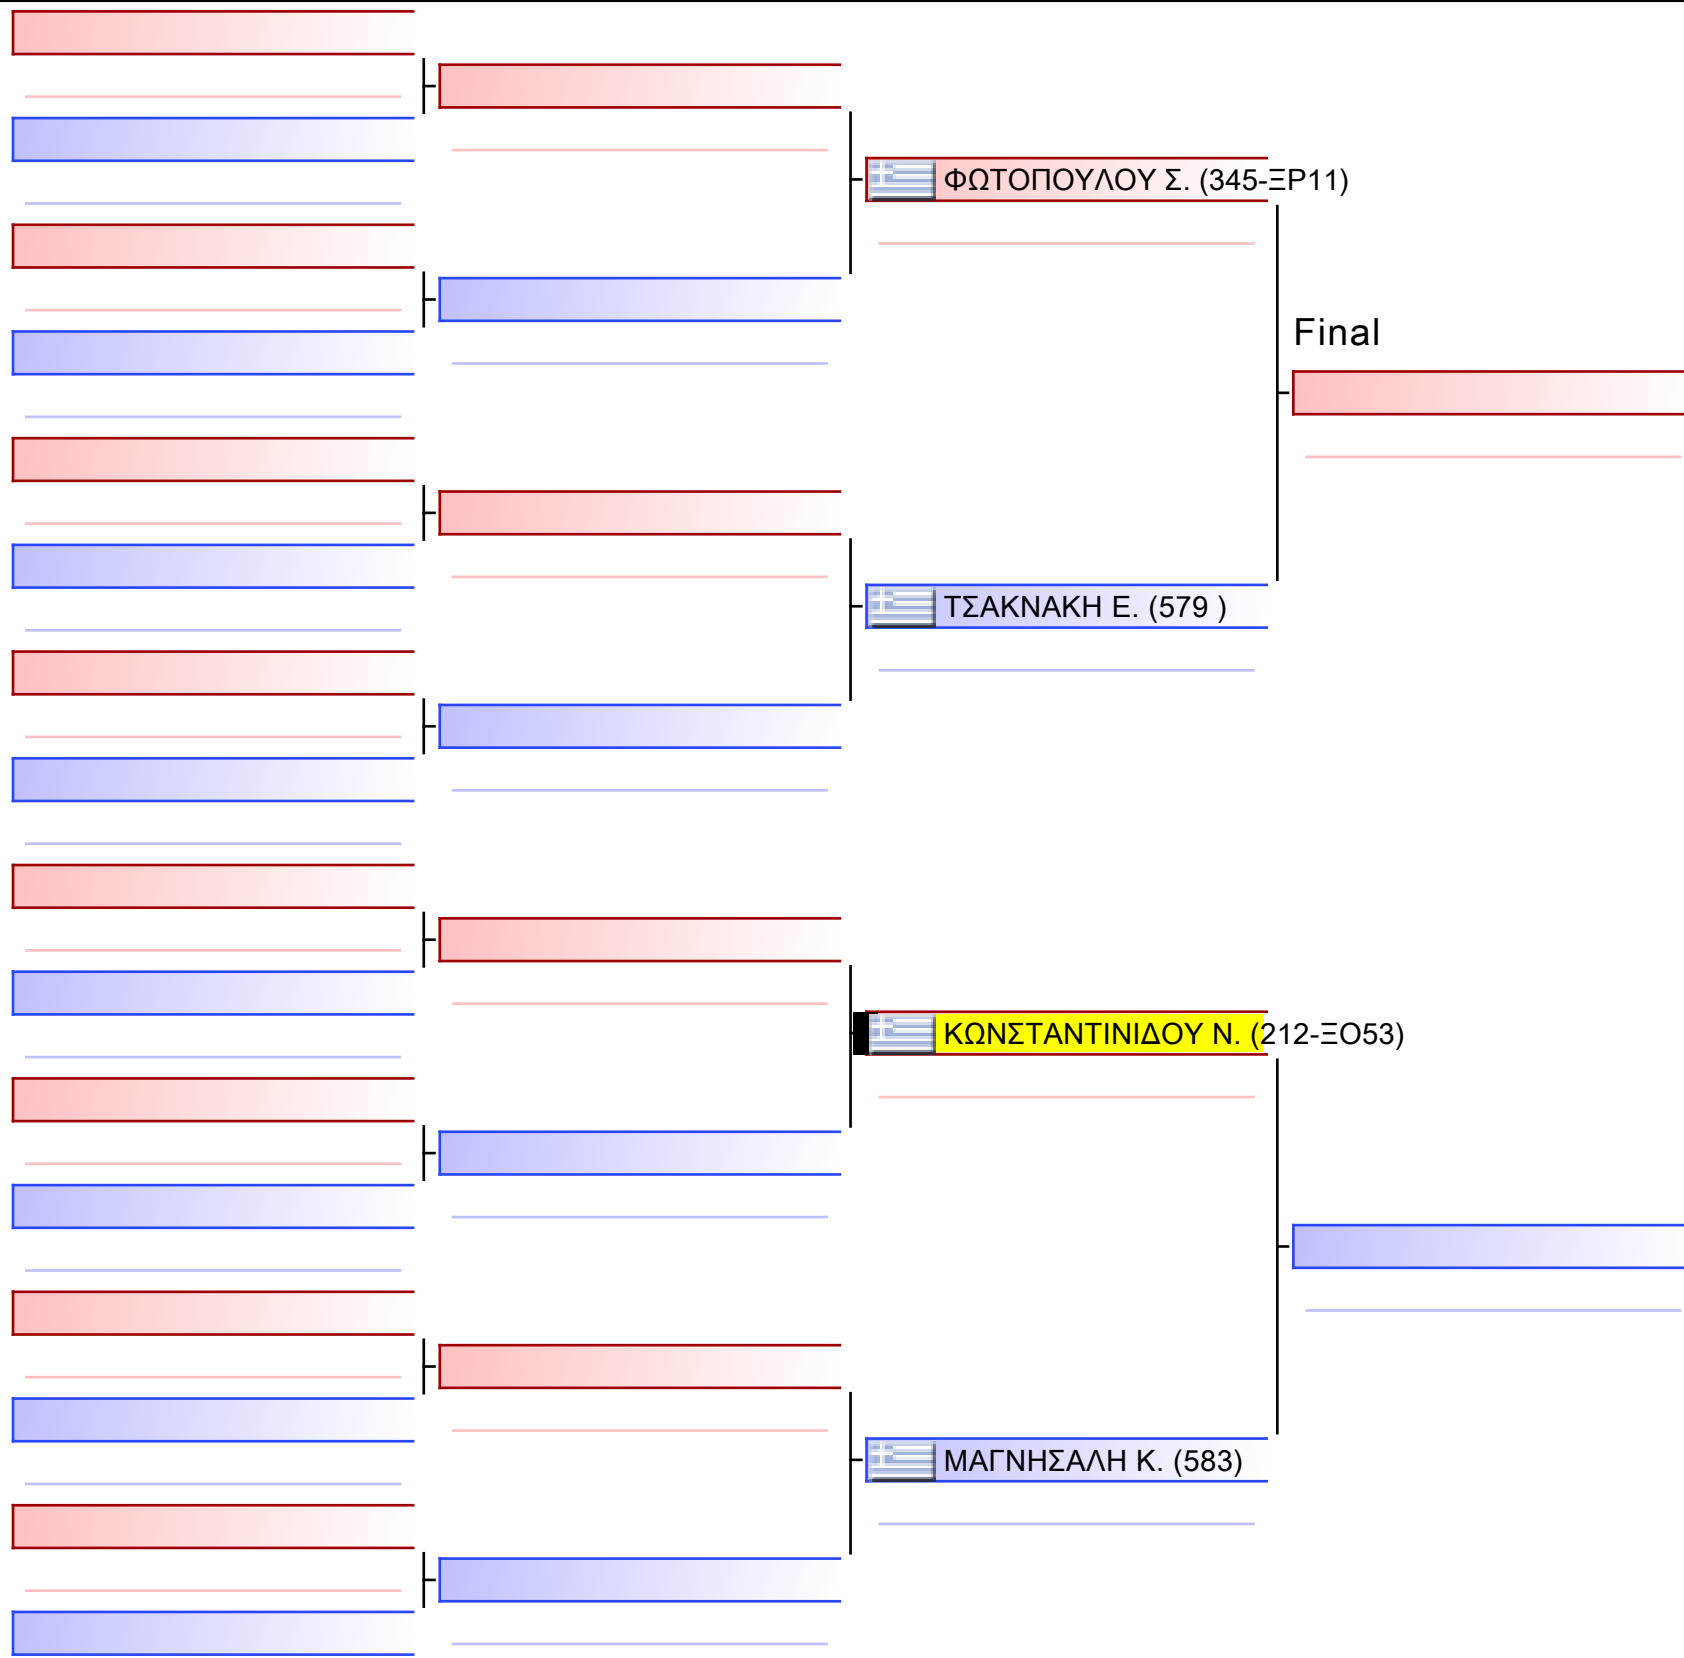 ΦΩΤΟΠΟΥΛΟΥ Σ. (345-ΞΡ11)
Final
ΤΣΑΚΝΑΚΗ Ε. (579 )
ΚΩΝΣΤΑΝΤΙΝΙΔΟΥ Ν. (212-ΞΟ53)
ΜΑΓΝΗΣΑΛΗ Κ. (583)